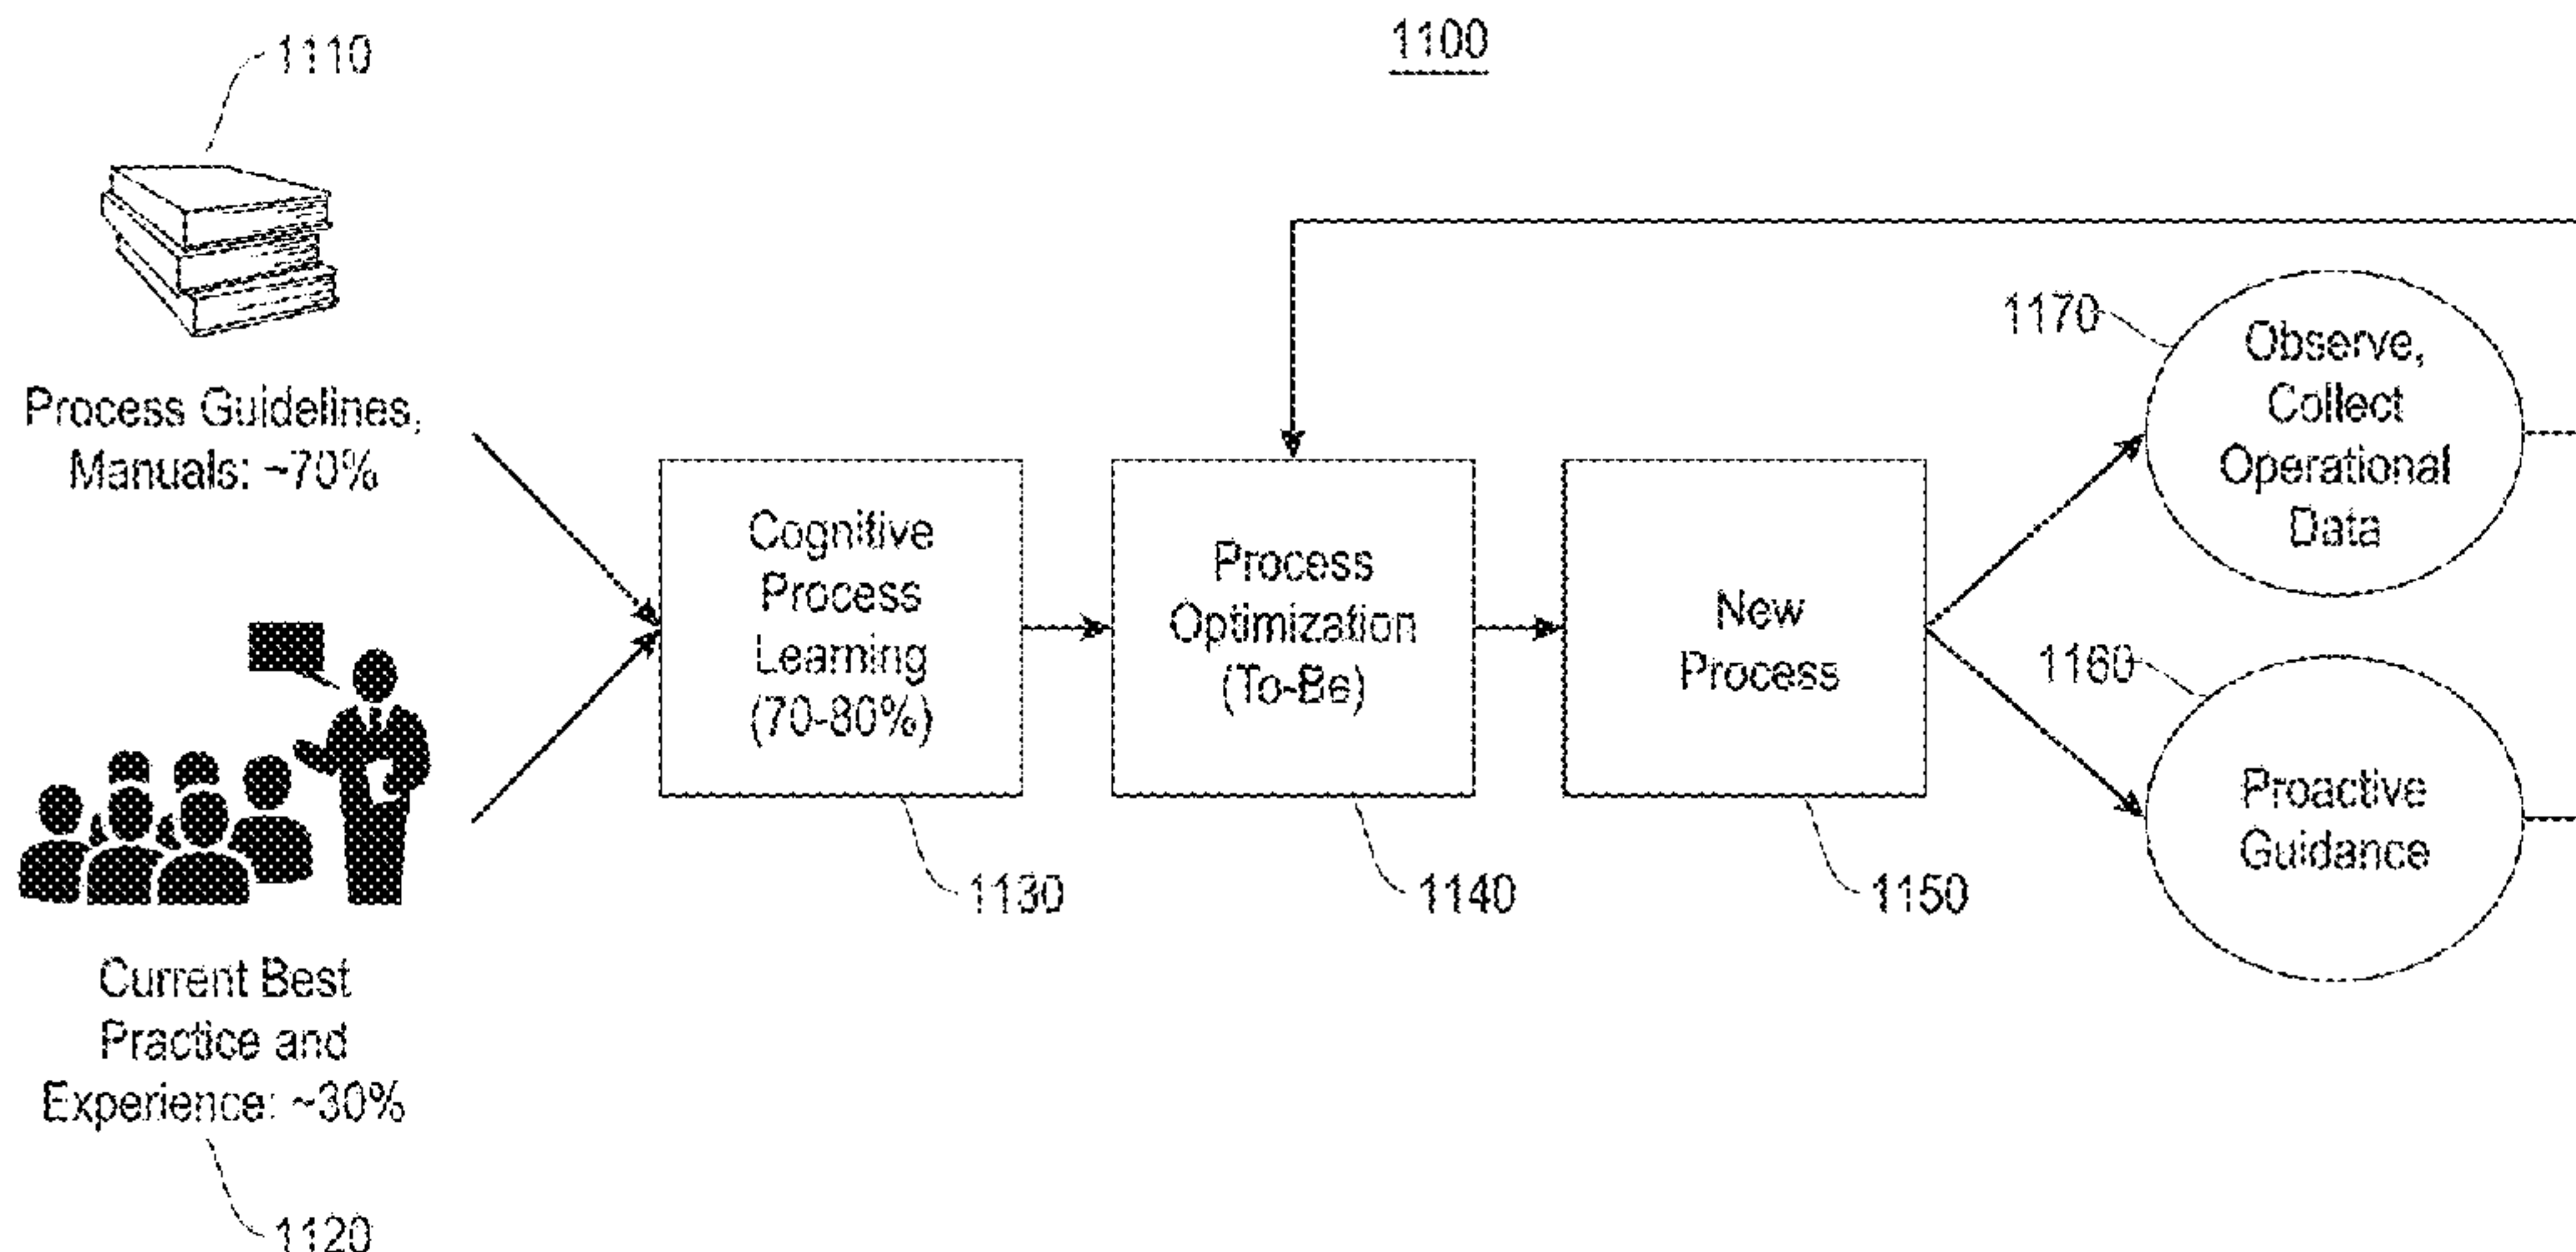 1100
1110
Process Guidelines,
Manuals: ~70%
Current Best
Practice and
Experience: ~30%
1120
Cognitive
Process
Learning
(70-80%)
1130
Process
Optimization
(To-Be)
1140
New
Process
1150
1170
Observe,
Collect
Operational
Data
1160
Proactive
Guidance